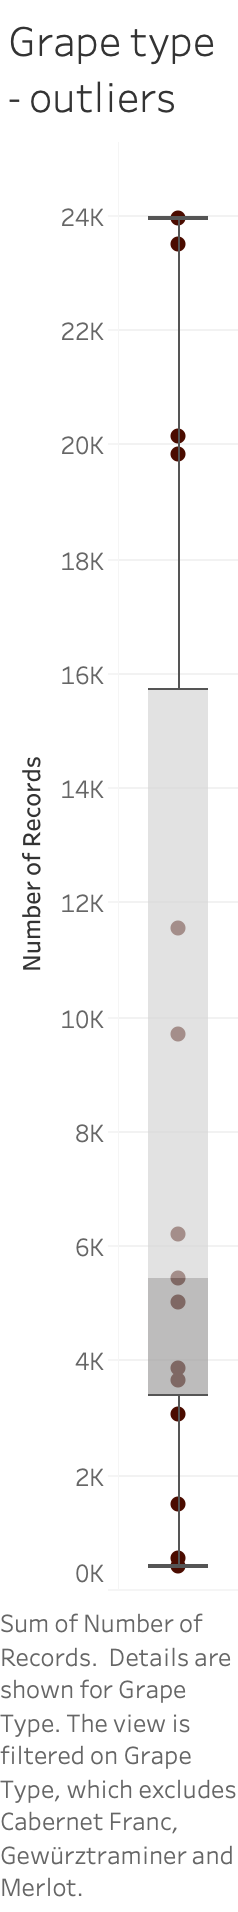 Grape type
- outliers
24K
22K
20K
18K
16K
14K
12K
10K
8K
6K
4K
2K
0K
Number of Records
Sum of Number of
Records.  Details are
shown for Grape
Type. The view is
filtered on Grape
Type, which excludes
Cabernet Franc,
Gewürztraminer and
Merlot.